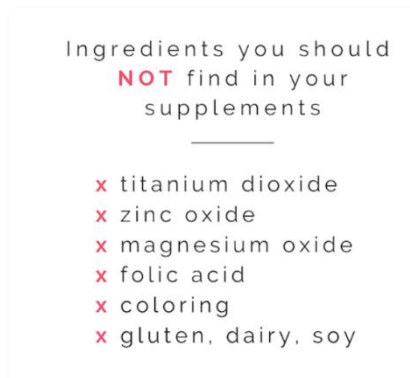 Ingredients you should
NOT find in your
supplements
x titanium dioxide
x zinc oxide
x magnesium oxide
x folic acid
x coloring
x gluten, dairy, soy